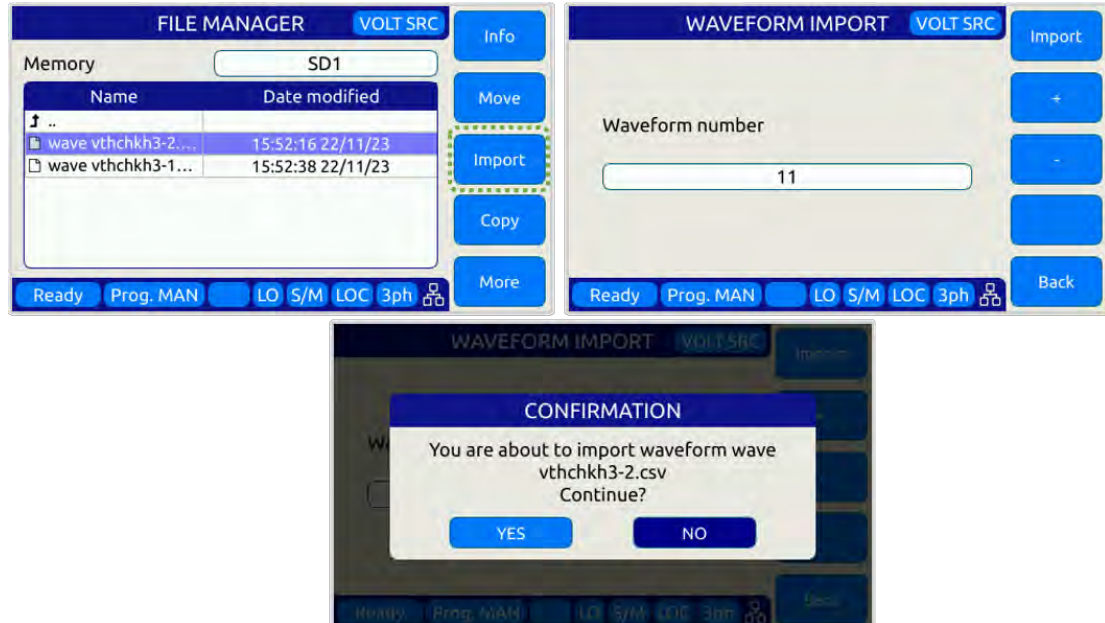 FILE MANAGER VOLT SRC
Info
Memory SD1
Name Date modified
Move
..
wave vthchkh3-2.... 15:52:16 22/11/23
wave vthchkh3-1... 15:52:38 22/11/23
Import
Copy
More
Ready Prog. MAN LO S/M LOC 3ph
WAVEFORM IMPORT VOLT SRC
Import
+
Waveform number
-
11
Back
Ready Prog. MAN LO S/M LOC 3ph
WAVEFORM IMPORT VOLT SRC
Import
CONFIRMATION
You are about to import waveform wave
vthchkh3-2.csv
Continue?
YES NO
Back
Ready Prog. MAN LO S/M LOC 3ph